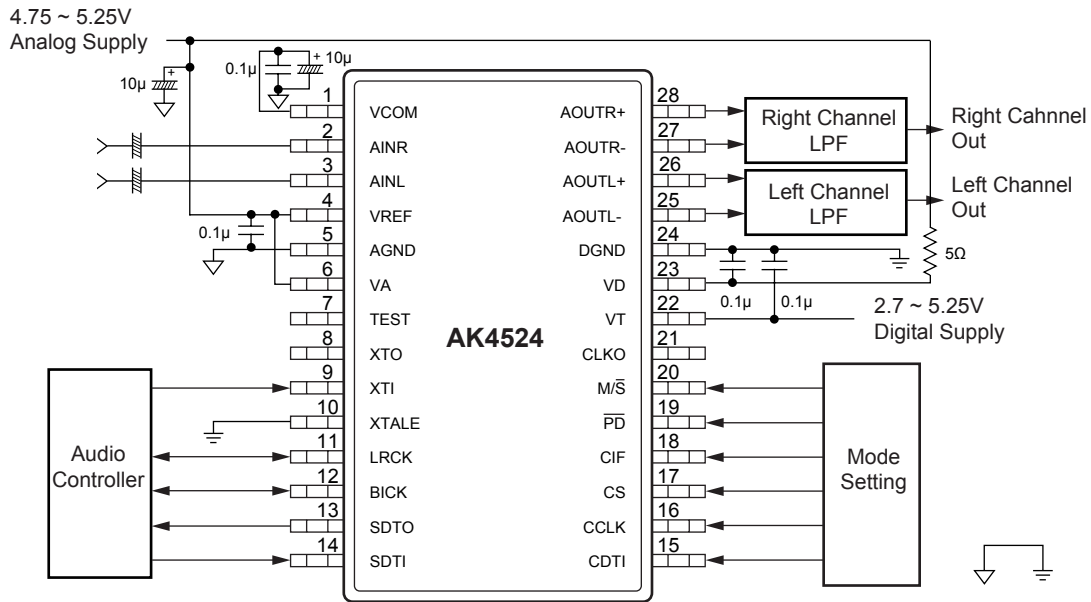 4.75 ~ 5.25V
Analog Supply
10µ
+
0.1µ
+ 10µ
1 VCOM
2 AINR
3 AINL
4 VREF
0.1µ
5 AGND
6 VA
7 TEST
8 XTO
9 XTI
10 XTALE
11 LRCK
12 BICK
13 SDTO
14 SDTI
Audio
Controller
AK4524
AOUTR+ 28
AOUTR- 27
AOUTL+ 26
AOUTL- 25
DGND 24
VD 23
VT 22
CLKO 21
M/S̅ 20
P̅D̅ 19
CIF 18
CS 17
CCLK 16
CDTI 15
Right Channel
LPF
Right Cahnnel
Out
Left Channel
LPF
Left Channel
Out
5Ω
0.1µ
0.1µ
2.7 ~ 5.25V
Digital Supply
Mode
Setting